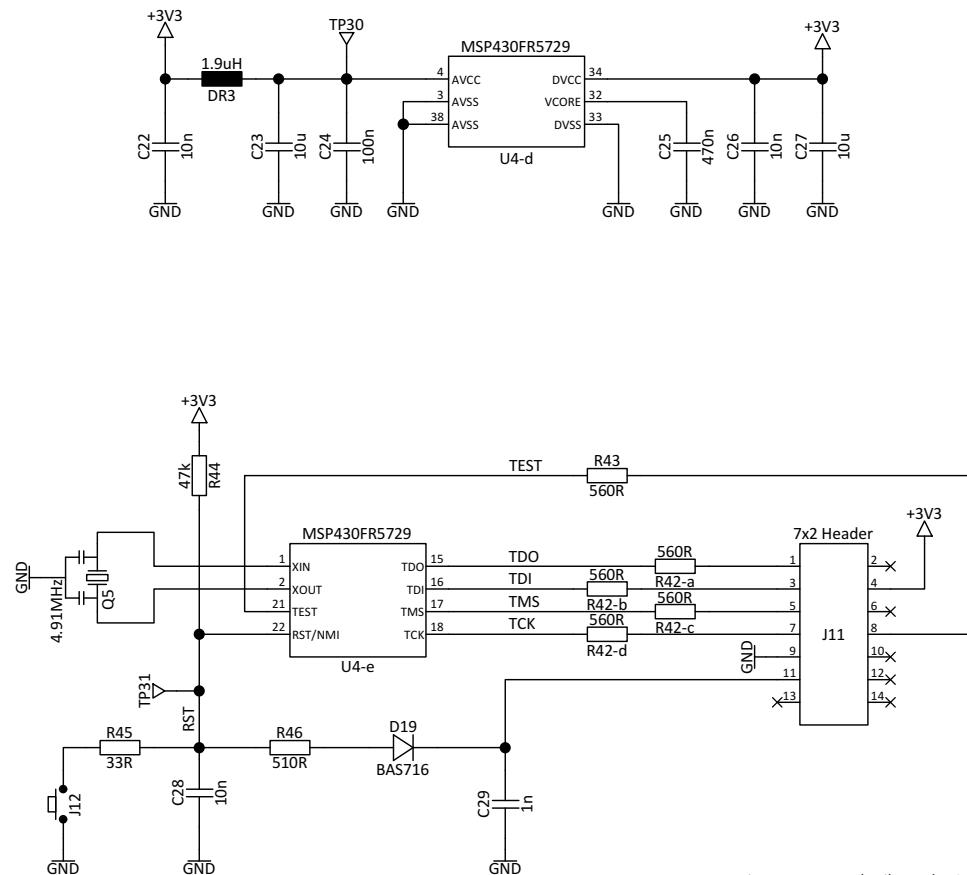 +3V3
TP30
+3V3
MSP430FR5729
1.9uH
DR3
4 AVCC DVCC 34
3 AVSS VCORE 32
38 AVSS DVSS 33
U4-d
C22 10n
C23 10u
C24 100n
C25 470n
C26 10n
C27 10u
GND
GND
GND
GND
GND
GND
GND
GND
+3V3
47k R44
TEST
R43
560R
+3V3
MSP430FR5729
7x2 Header
GND
4.91MHz
Q5
1 XIN TDO 15
2 XOUT TDI 16
21 TEST TMS 17
22 RST/NMI TCK 18
U4-e
TDO 560R
TDI 560R R42-a
TMS R42-b 560R
TCK 560R R42-c
R42-d
1 2
3 4
5 6
7 8
9 10
11 12
13 14
J11
GND
TP31
RST
R45
33R
R46
510R
D19
BAS716
J12
C28 10n
C29 1n
GND
GND
GND